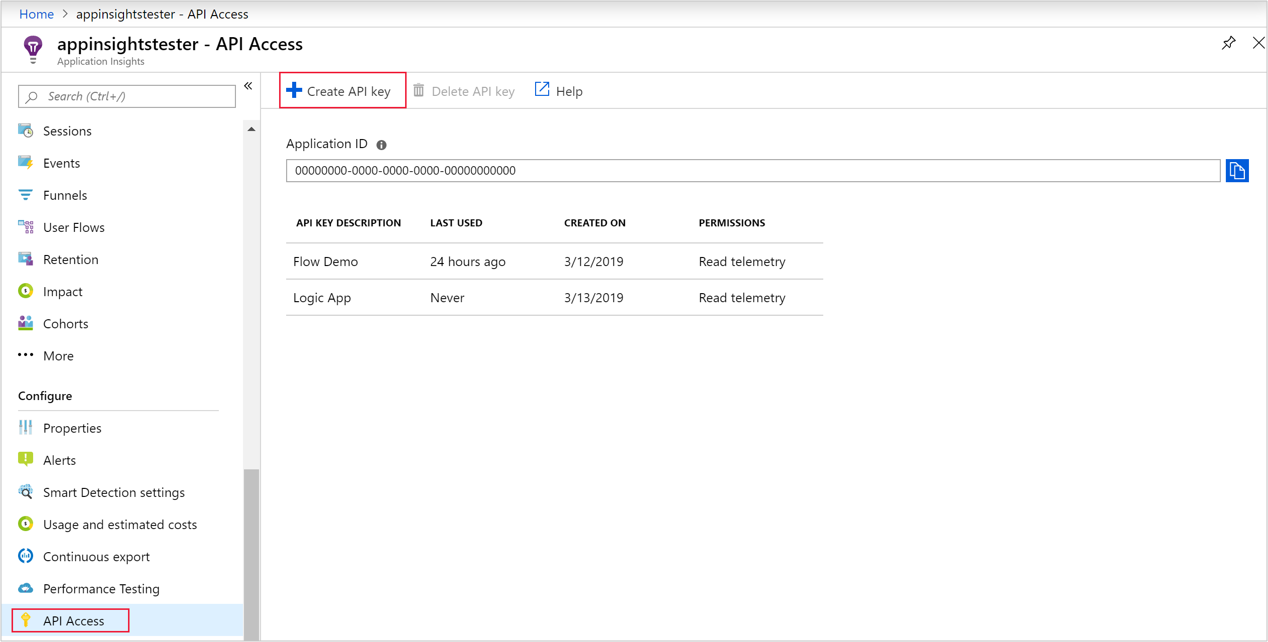 Home > appinsightstester - API Access
appinsightstester - API Access
Application Insights
Search (Ctrl+/)
«
Sessions
Events
Funnels
User Flows
Retention
Impact
Cohorts
More
Configure
Properties
Alerts
Smart Detection settings
Usage and estimated costs
Continuous export
Performance Testing
API Access
Create API key Delete API key Help
Application ID
00000000-0000-0000-0000-00000000000
API KEY DESCRIPTION LAST USED CREATED ON PERMISSIONS
Flow Demo 24 hours ago 3/12/2019 Read telemetry
Logic App Never 3/13/2019 Read telemetry